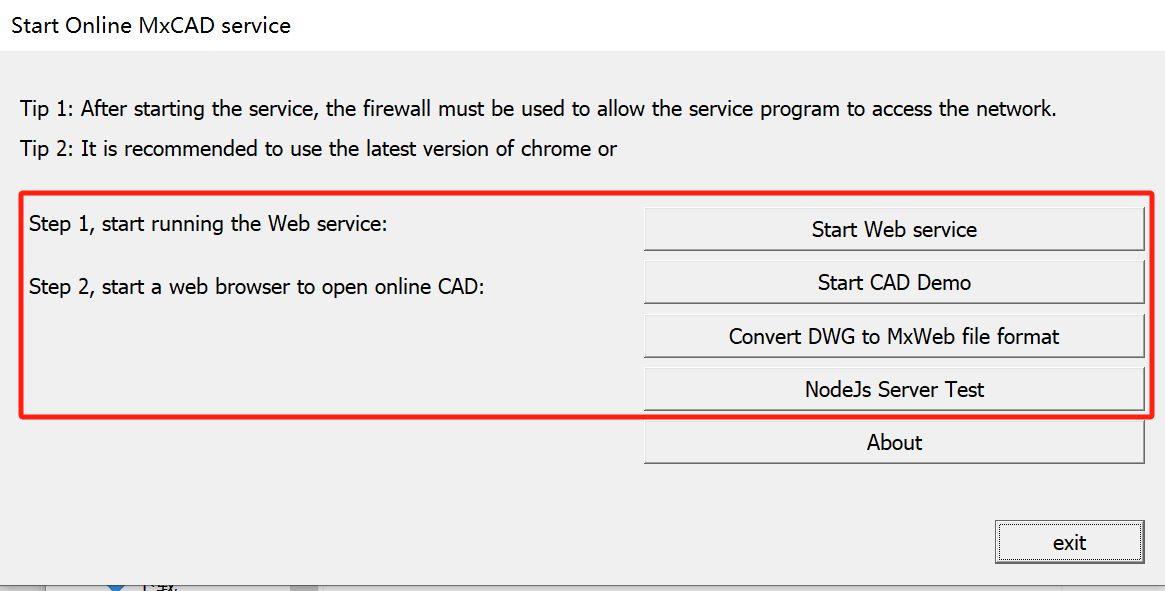 Start Online MxCAD service
Tip 1: After starting the service, the firewall must be used to allow the service program to access the network.
Tip 2: It is recommended to use the latest version of chrome or
Step 1, start running the Web service:
Start Web service
Step 2, start a web browser to open online CAD:
Start CAD Demo
Convert DWG to MxWeb file format
NodeJs Server Test
About
exit